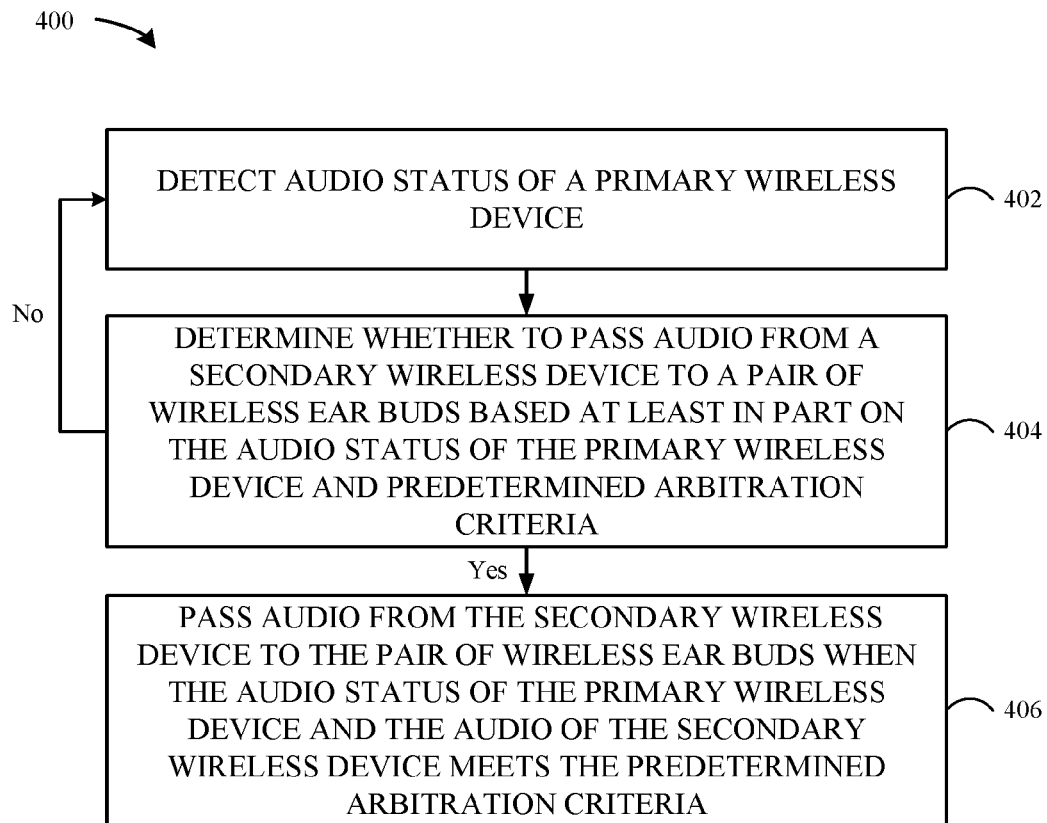 400
DETECT AUDIO STATUS OF A PRIMARY WIRELESS
DEVICE
402
No
DETERMINE WHETHER TO PASS AUDIO FROM A
SECONDARY WIRELESS DEVICE TO A PAIR OF
WIRELESS EAR BUDS BASED AT LEAST IN PART ON
THE AUDIO STATUS OF THE PRIMARY WIRELESS
DEVICE AND PREDETERMINED ARBITRATION
CRITERIA
404
Yes
PASS AUDIO FROM THE SECONDARY WIRELESS
DEVICE TO THE PAIR OF WIRELESS EAR BUDS WHEN
THE AUDIO STATUS OF THE PRIMARY WIRELESS
DEVICE AND THE AUDIO OF THE SECONDARY
WIRELESS DEVICE MEETS THE PREDETERMINED
ARBITRATION CRITERIA
406